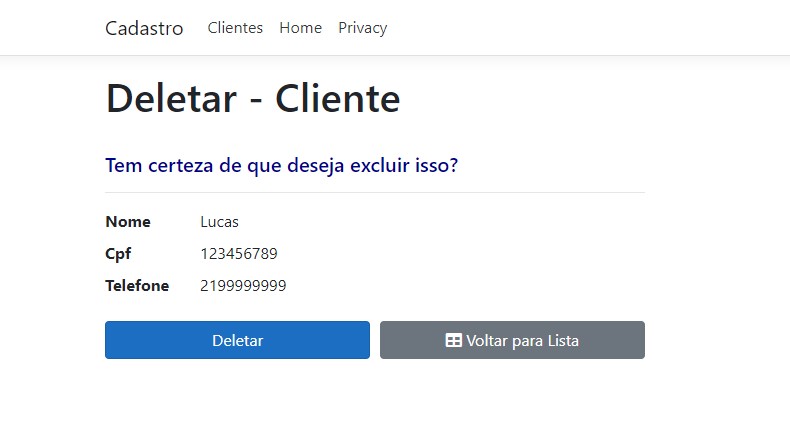 Cadastro Clientes Home Privacy
Deletar - Cliente
Tem certeza de que deseja excluir isso?
Nome Lucas
Cpf 123456789
Telefone 2199999999
Deletar Voltar para Lista